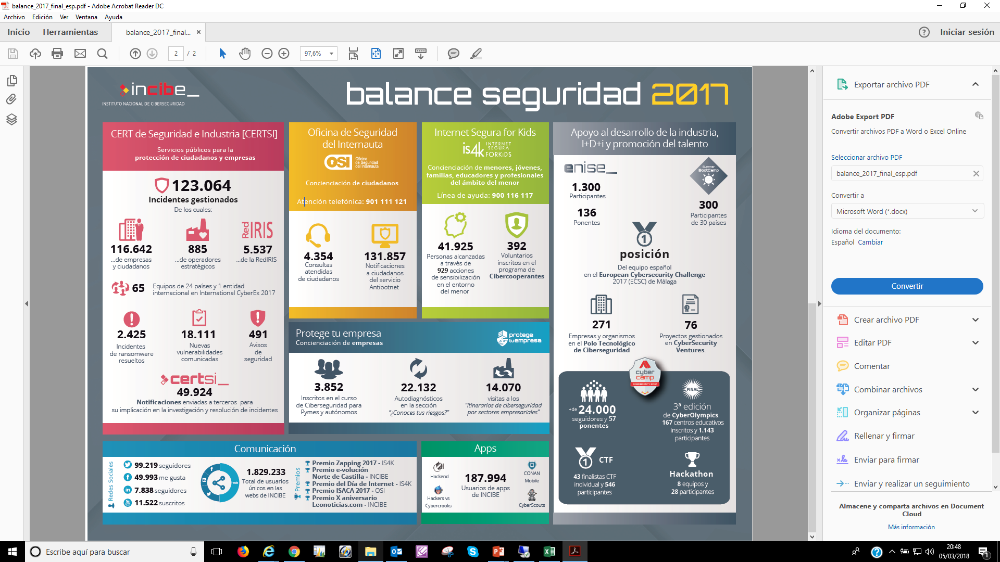 balance_2017_final_esp.pdf - Adobe Acrobat Reader DC
Archivo Edición Ver Ventana Ayuda
Inicio Herramientas balance_2017_final... × Iniciar sesión
2 / 2 97,6%
incibe_
INSTITUTO NACIONAL DE CIBERSEGURIDAD
balance seguridad 2017
CERT de Seguridad e Industria [CERTSI]
Servicios públicos para la
protección de ciudadanos y empresas
123.064
Incidentes gestionados
De los cuales:
116.642
...de empresas
y ciudadanos
885
...de operadores
estratégicos
RedIRIS
5.537
...de la RedIRIS
65
Equipos de 24 países y 1 entidad
internacional en International CyberEx 2017
2.425
Incidentes
de ransomware
resueltos
18.111
Nuevas
vulnerabilidades
comunicadas
491
Avisos
de
seguridad
certsi_
49.924
Notificaciones enviadas a terceros para
su implicación en la investigación y resolución de incidentes
Oficina de Seguridad
del Internauta
OSI Oficina
de Seguridad
del Internauta
Concienciación de ciudadanos
Atención telefónica: 901 111 121
4.354
Consultas
atendidas
de ciudadanos
131.857
Notificaciones
a ciudadanos
del servicio
Antibotnet
Internet Segura for Kids
is4k INTERNET
SEGURA
FORKiDS
Concienciación de menores, jóvenes,
familias, educadores y profesionales
del ámbito del menor
Línea de ayuda: 900 116 117
41.925
Personas alcanzadas
a través de
929 acciones
de sensibilización
en el entorno
del menor
392
Voluntarios
inscritos en el
programa de
Cibercooperantes
Protege tu empresa
Concienciación de empresas
protege
tuempresa
3.852
Inscritos en el curso
de Ciberseguridad para
Pymes y autónomos
22.132
Autodiagnósticos
en la sección
"¿Conoces tus riesgos?"
14.070
visitas a los
"Itinerarios de ciberseguridad
por sectores empresariales"
Apoyo al desarrollo de la industria,
I+D+i y promoción del talento
enise_
1.300
Participantes
136
Ponentes
Summer
BootCamp
300
Participantes
de 30 países
1
posición
Del equipo español
en el European Cybersecurity Challenge
2017 (ECSC) de Málaga
271
Empresas y organismos
en el Polo Tecnológico
de Ciberseguridad
76
Proyectos gestionados
en CyberSecurity
Ventures.
cyber
camp
+de 24.000
seguidores y 57
ponentes
FINAL
3ª edición
de CyberOlympics.
167 centros educativos
inscritos y 1.143
participantes
1 CTF
43 finalistas CTF
individual y 546
participantes
Hackathon
8 equipos y
28 participantes
Comunicación
Redes Sociales
99.219 seguidores
49.993 me gusta
7.838 seguidores
11.522 suscritos
web
1.829.233
Total de usuarios
únicos en las
webs de INCIBE
Premios
Premio Zapping 2017 - IS4K
Premio e-volución
Norte de Castilla - INCIBE
Premio del Día de Internet - IS4K
Premio ISACA 2017 - OSI
Premio X aniversario
Leonoticias.com - INCIBE
Apps
Hackend
Hackers vs
Cybercrooks
187.994
Usuarios de apps
de INCIBE
CONAN
Mobile
CyberScouts
Exportar archivo PDF
Adobe Export PDF
Convertir archivos PDF a Word o Excel Online
Seleccionar archivo PDF
balance_2017_final_esp.pdf
Convertir a
Microsoft Word (*.docx)
Idioma del documento:
Español Cambiar
Convertir
Crear archivo PDF
Editar PDF
Comentar
Combinar archivos
Organizar páginas
Rellenar y firmar
Enviar para firmar
Enviar y realizar un seguimiento
Almacene y comparta archivos en Document
Cloud
Más información
Escribe aquí para buscar
20:48
05/03/2018